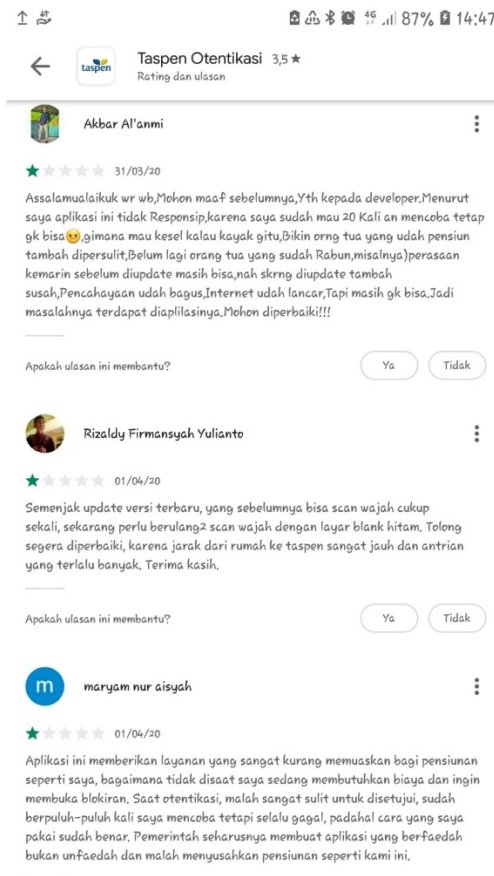 4G 87% 14:47
taspen
Taspen Otentikasi 3,5★
Rating dan ulasan
Akbar Al'anmi
31/03/20
Assalamualaikuk wr wb,Mohon maaf sebelumnya,Yth kepada developer.Menurut
saya aplikasi ini tidak Responsip,karena saya sudah mau 20 Kali an mencoba tetap
gk bisa😠,gimana mau kesel kalau kayak gitu,Bikin orng tua yang udah pensiun
tambah dipersulit,Belum lagi orang tua yang sudah Rabun,misalnya)perasaan
kemarin sebelum diupdate masih bisa,nah skrng diupdate tambah
susah,Pencahayaan udah bagus,Internet udah lancar,Tapi masih gk bisa.Jadi
masalahnya terdapat diaplilasinya.Mohon diperbaiki!!!
Apakah ulasan ini membantu?
Ya
Tidak
Rizaldy Firmansyah Yulianto
01/04/20
Semenjak update versi terbaru, yang sebelumnya bisa scan wajah cukup
sekali, sekarang perlu berulang2 scan wajah dengan layar blank hitam. Tolong
segera diperbaiki, karena jarak dari rumah ke taspen sangat jauh dan antrian
yang terlalu banyak. Terima kasih.
Apakah ulasan ini membantu?
Ya
Tidak
m
maryam nur aisyah
01/04/20
Aplikasi ini memberikan layanan yang sangat kurang memuaskan bagi pensiunan
seperti saya, bagaimana tidak disaat saya sedang membutuhkan biaya dan ingin
membuka blokiran. Saat otentikasi, malah sangat sulit untuk disetujui, sudah
berpuluh-puluh kali saya mencoba tetapi selalu gagal, padahal cara yang saya
pakai sudah benar. Pemerintah seharusnya membuat aplikasi yang berfaedah
bukan unfaedah dan malah menyusahkan pensiunan seperti kami ini.